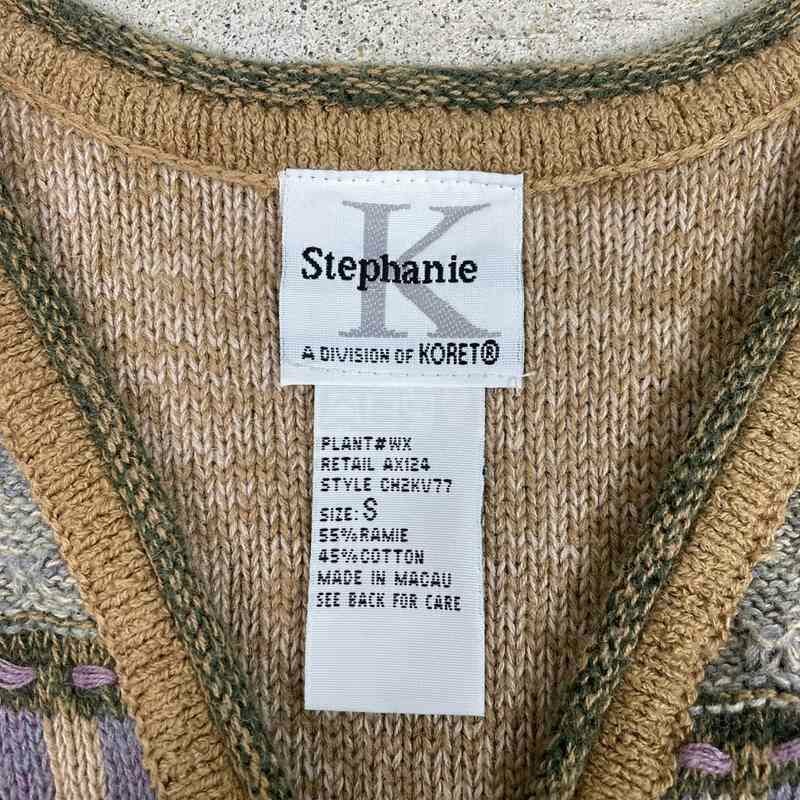 K
Stephanie
A DIVISION OF KORET®
PLANT#WX
RETAIL AX124
STYLE CH2KV77
SIZE: S
55%RAMIE
45%COTTON
MADE IN MACAU
SEE BACK FOR CARE